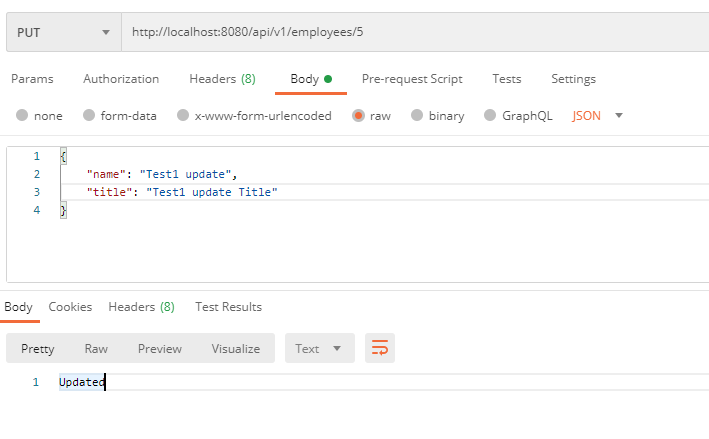 PUT http://localhost:8080/api/v1/employees/5
Params Authorization Headers (8) Body Pre-request Script Tests Settings
none form-data x-www-form-urlencoded raw binary GraphQL JSON
1 {
2 "name": "Test1 update",
3 "title": "Test1 update Title"
4 }
Body Cookies Headers (8) Test Results
Pretty Raw Preview Visualize Text
1 Updated